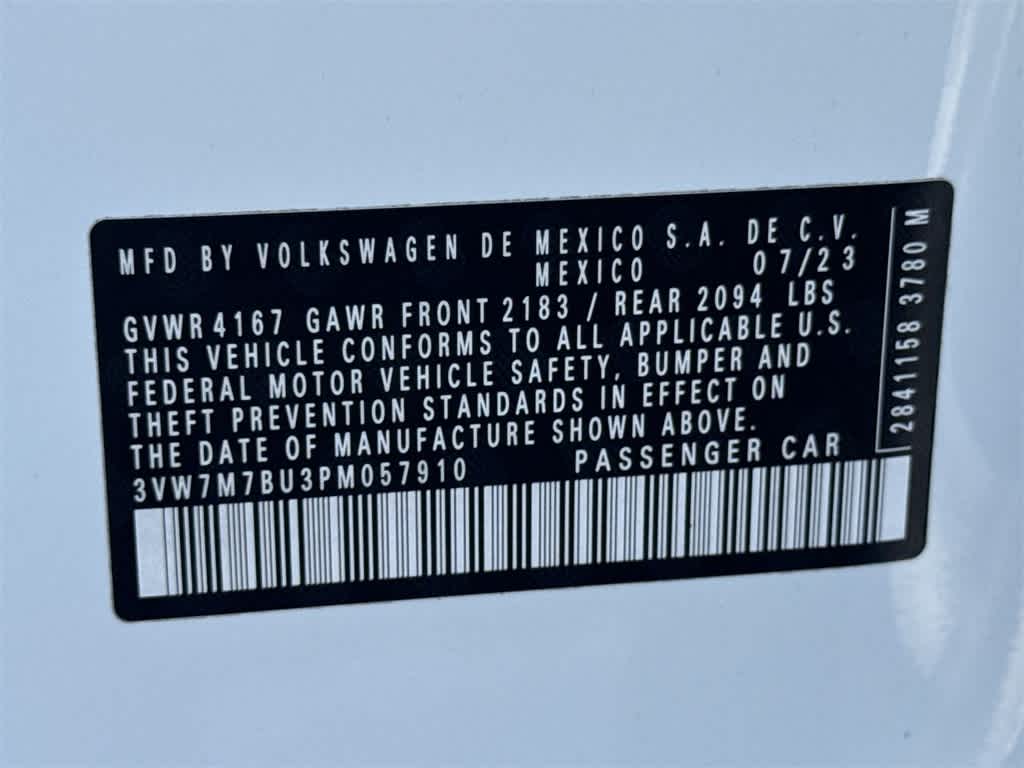 MFD BY VOLKSWAGEN DE MEXICO S.A. DE C.V.
MEXICO 07/23
GVWR 4167 GAWR FRONT 2183 / REAR 2094 LBS
THIS VEHICLE CONFORMS TO ALL APPLICABLE U.S.
FEDERAL MOTOR VEHICLE SAFETY, BUMPER AND
THEFT PREVENTION STANDARDS IN EFFECT ON
THE DATE OF MANUFACTURE SHOWN ABOVE.
3VW7M7BU3PM057910 PASSENGER CAR
2841158 3780 M